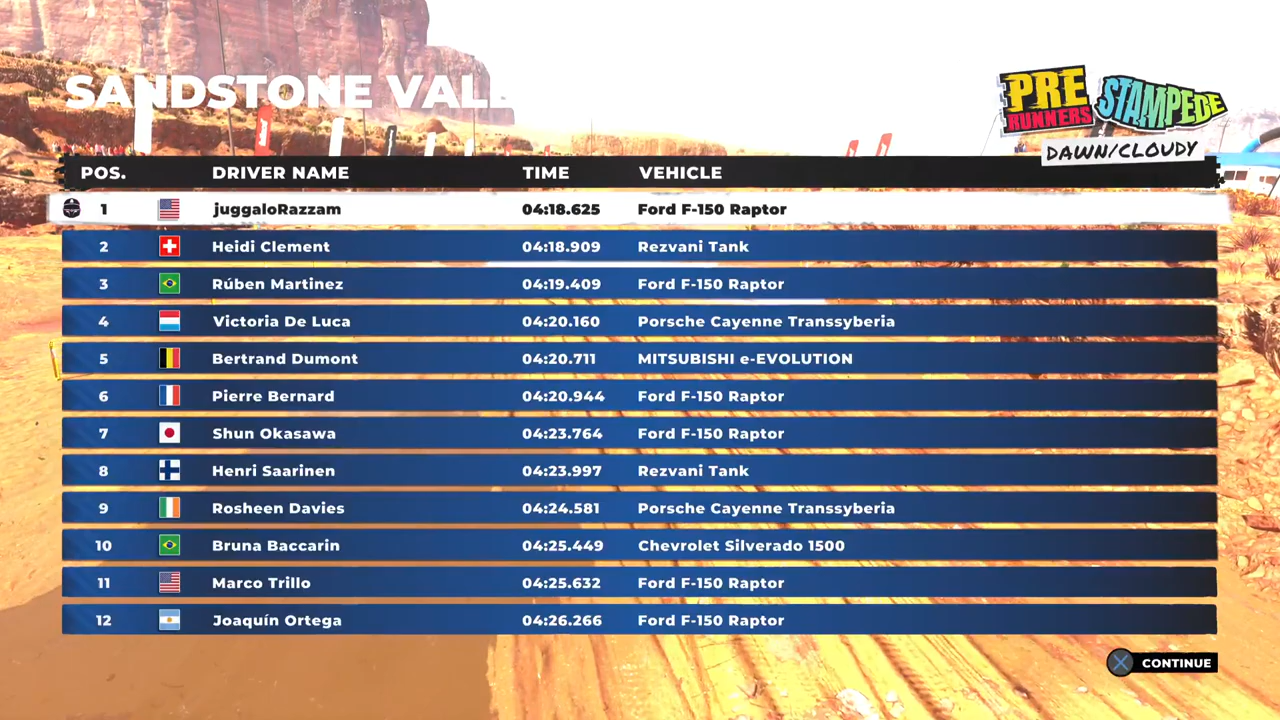 SANDSTONE VALL
PRE RUNNERS STAMPEDE
DAWN/CLOUDY
POS. DRIVER NAME TIME VEHICLE
1 juggaloRazzam 04:18.625 Ford F-150 Raptor
2 Heidi Clement 04:18.909 Rezvani Tank
3 Rúben Martinez 04:19.409 Ford F-150 Raptor
4 Victoria De Luca 04:20.160 Porsche Cayenne Transsyberia
5 Bertrand Dumont 04:20.711 MITSUBISHI e-EVOLUTION
6 Pierre Bernard 04:20.944 Ford F-150 Raptor
7 Shun Okasawa 04:23.764 Ford F-150 Raptor
8 Henri Saarinen 04:23.997 Rezvani Tank
9 Rosheen Davies 04:24.581 Porsche Cayenne Transsyberia
10 Bruna Baccarin 04:25.449 Chevrolet Silverado 1500
11 Marco Trillo 04:25.632 Ford F-150 Raptor
12 Joaquín Ortega 04:26.266 Ford F-150 Raptor
CONTINUE